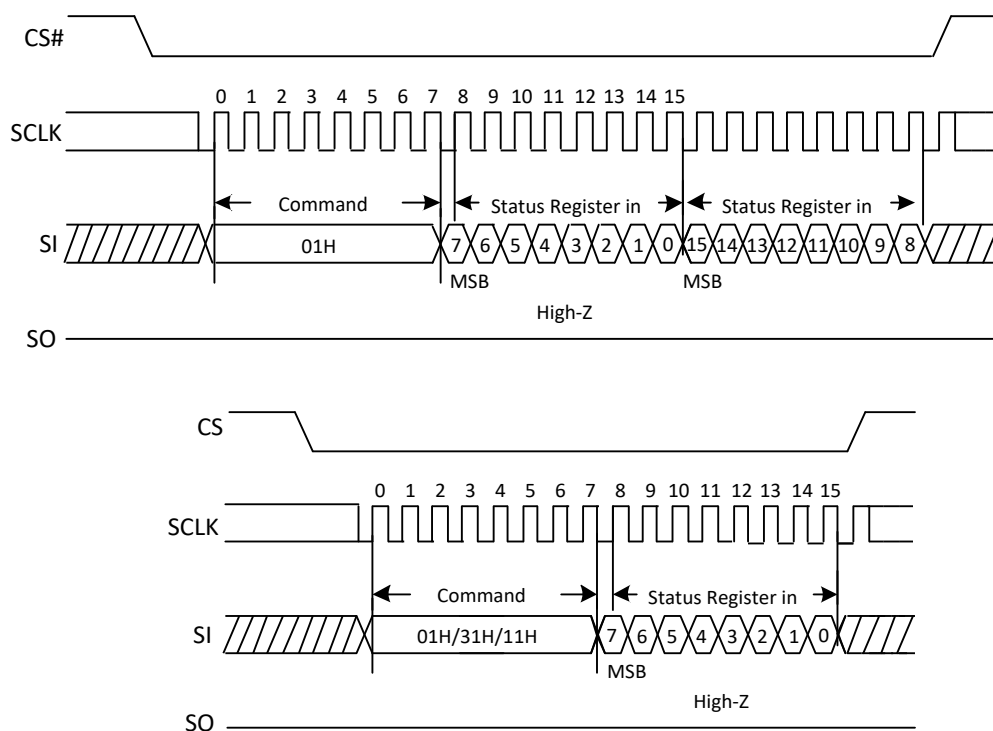 CS#
0 1 2 3 4 5 6 7 8 9 10 11 12 13 14 15
SCLK
Command Status Register in Status Register in
SI 01H 7 6 5 4 3 2 1 0 15 14 13 12 11 10 9 8
MSB MSB
High-Z
SO
CS
0 1 2 3 4 5 6 7 8 9 10 11 12 13 14 15
SCLK
Command Status Register in
SI 01H/31H/11H 7 6 5 4 3 2 1 0
MSB
High-Z
SO